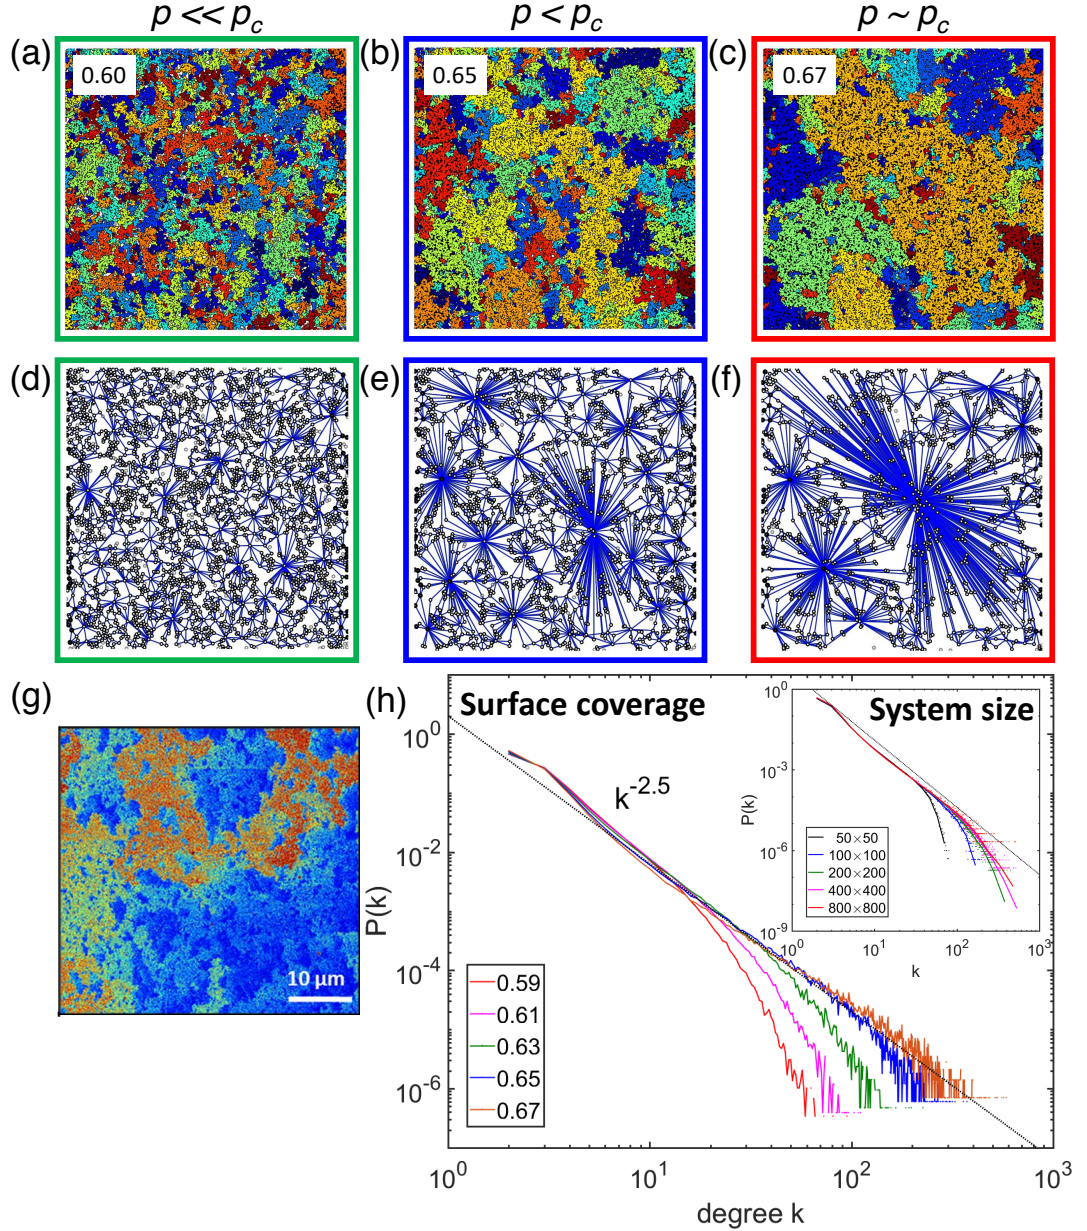 p << p_c
p < p_c
p ~ p_c
(a)
0.60
(b)
0.65
(c)
0.67
(d)
(e)
(f)
(g)
10 μm
(h)
Surface coverage
k^{-2.5}
P(k)
10^0
10^{-2}
10^{-4}
10^{-6}
0.59
0.61
0.63
0.65
0.67
10^0
10^1
10^2
10^3
degree k
System size
P(k)
10^0
10^{-3}
10^{-6}
10^{-9}
50×50
100×100
200×200
400×400
800×800
10^0
10^1
10^2
10^3
k